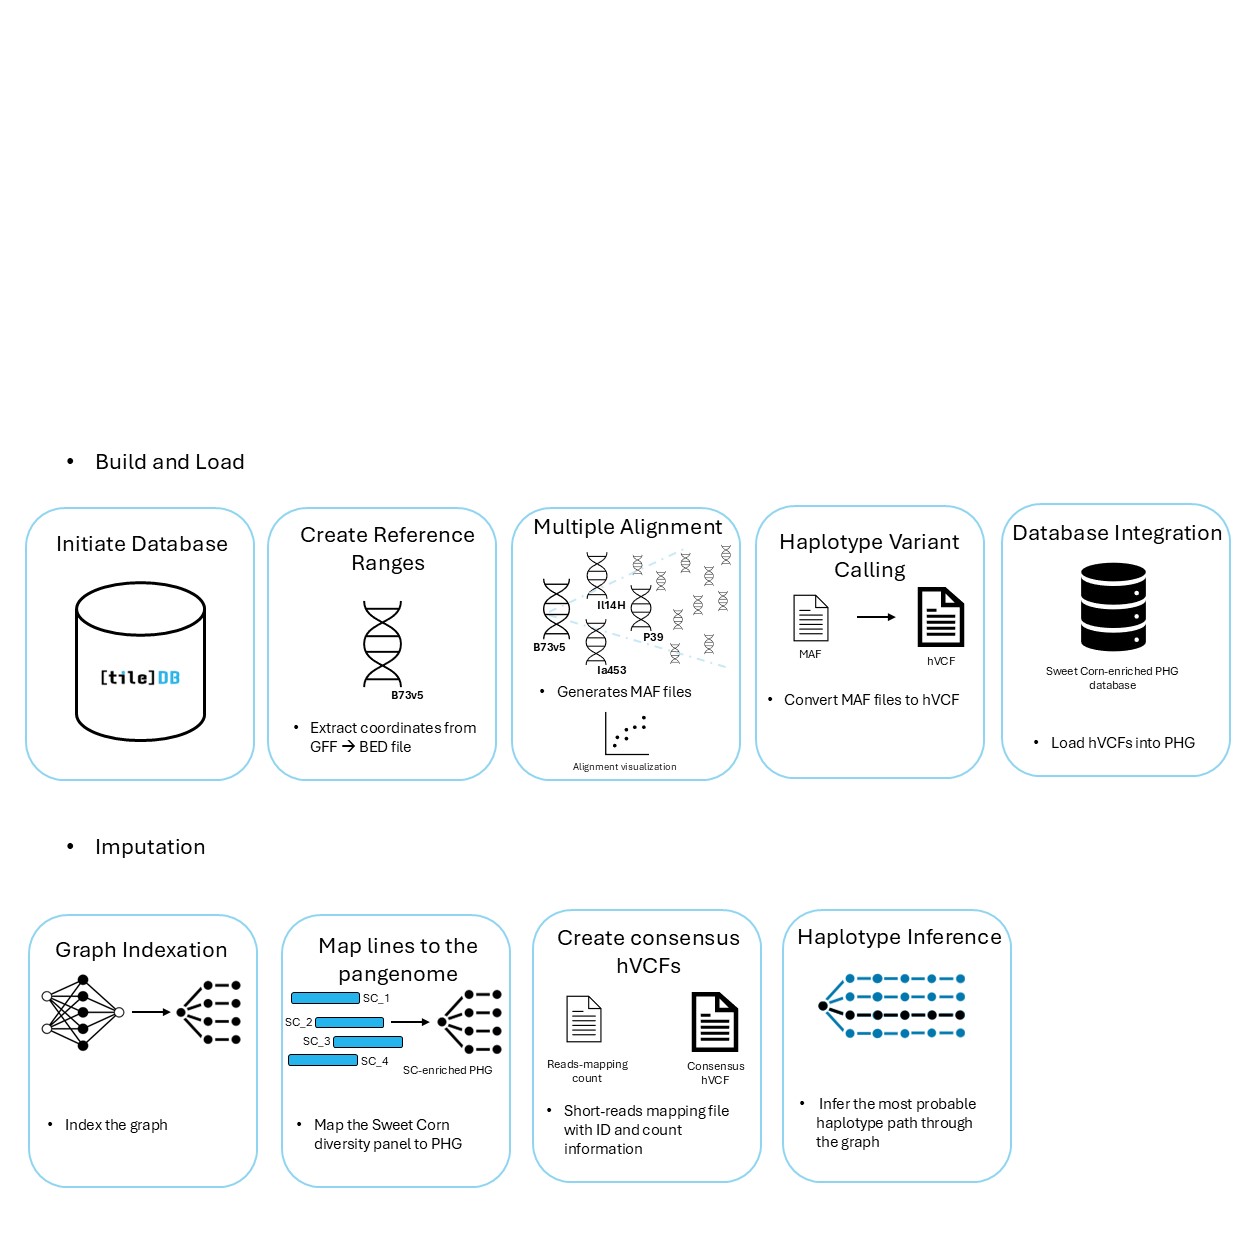 • Build and Load
Initiate Database
[tile]DB
Create Reference
Ranges
B73v5
• Extract coordinates from
GFF → BED file
Multiple Alignment
Il14H
P39
B73v5
Ia453
• Generates MAF files
Alignment visualization
Haplotype Variant
Calling
MAF
hVCF
• Convert MAF files to hVCF
Database Integration
Sweet Corn-enriched PHG
database
• Load hVCFs into PHG
• Imputation
Graph Indexation
• Index the graph
Map lines to the
pangenome
SC_1
SC_2
SC_3
SC_4
SC-enriched PHG
• Map the Sweet Corn
diversity panel to PHG
Create consensus
hVCFs
Reads-mapping
count
Consensus
hVCF
• Short-reads mapping file
with ID and count
information
Haplotype Inference
• Infer the most probable
haplotype path through
the graph